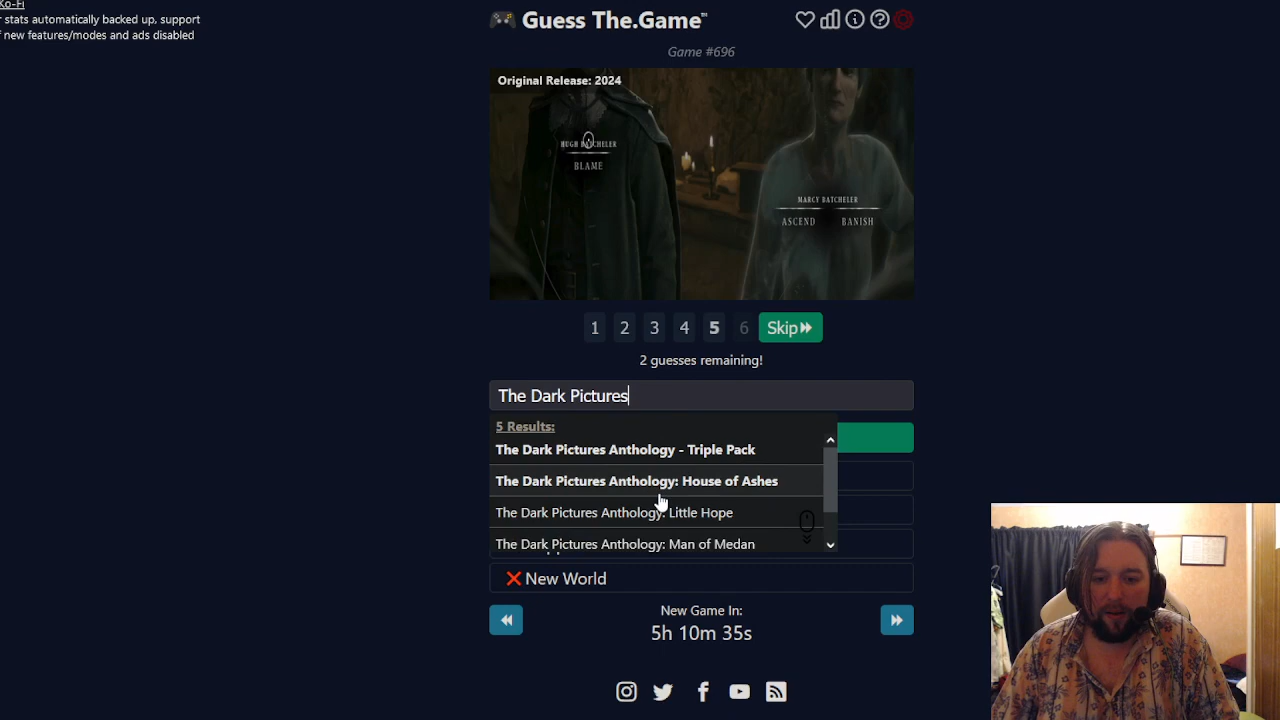 Ko-Fi
stats automatically backed up, support
f new features/modes and ads disabled
Guess The.Game™
Game #696
Original Release: 2024
HUGH BATCHELER
BLAME
MARCY BATCHELER
ASCEND BANISH
1 2 3 4 5 6 Skip
2 guesses remaining!
The Dark Pictures
5 Results:
The Dark Pictures Anthology - Triple Pack
The Dark Pictures Anthology: House of Ashes
The Dark Pictures Anthology: Little Hope
The Dark Pictures Anthology: Man of Medan
New World
New Game In:
5h 10m 35s